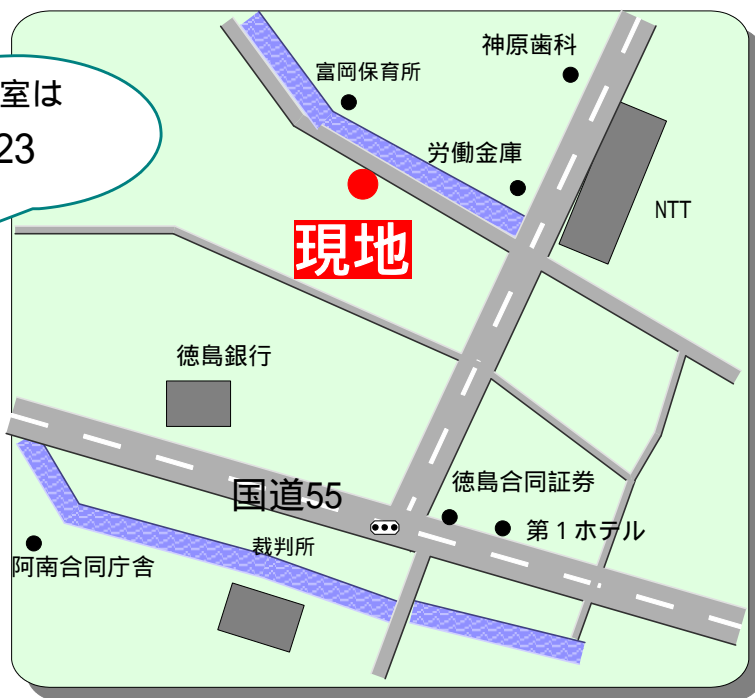 神原歯科
富岡保育所
室は
23
労働金庫
NTT
現地
徳島銀行
国道55
徳島合同証券
第1ホテル
裁判所
阿南合同庁舎